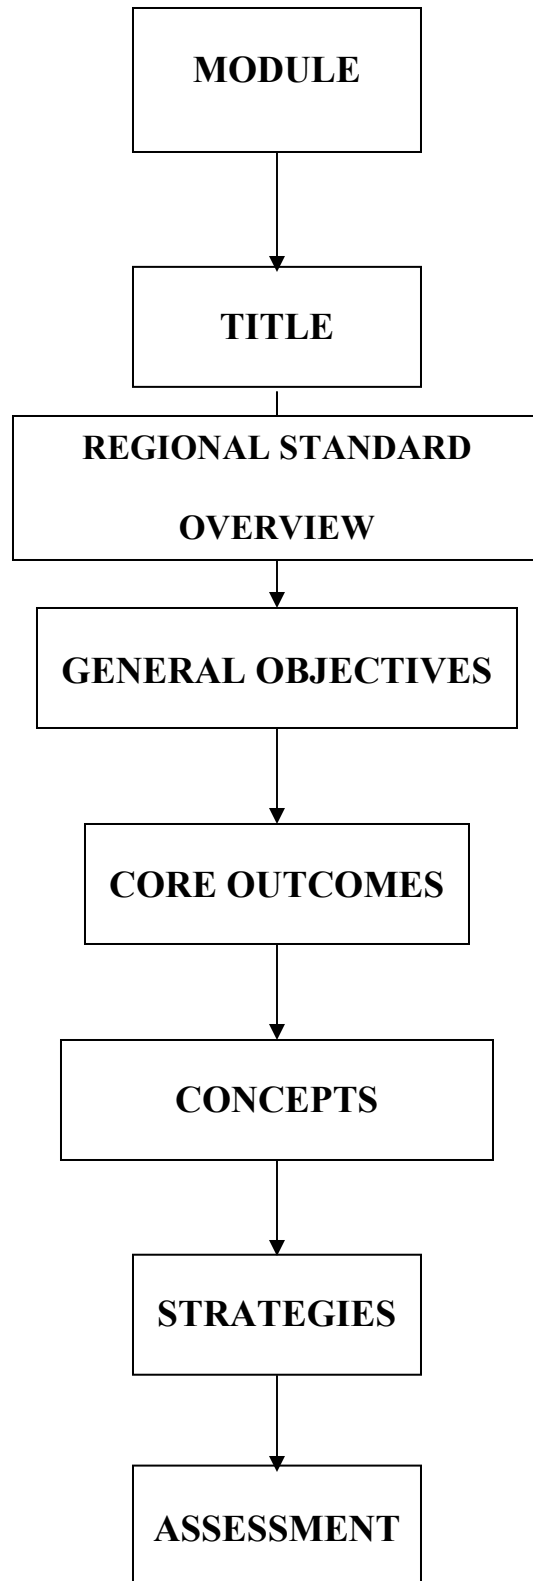 MODULE
TITLE
REGIONAL STANDARD
OVERVIEW
GENERAL OBJECTIVES
CORE OUTCOMES
CONCEPTS
STRATEGIES
ASSESSMENT